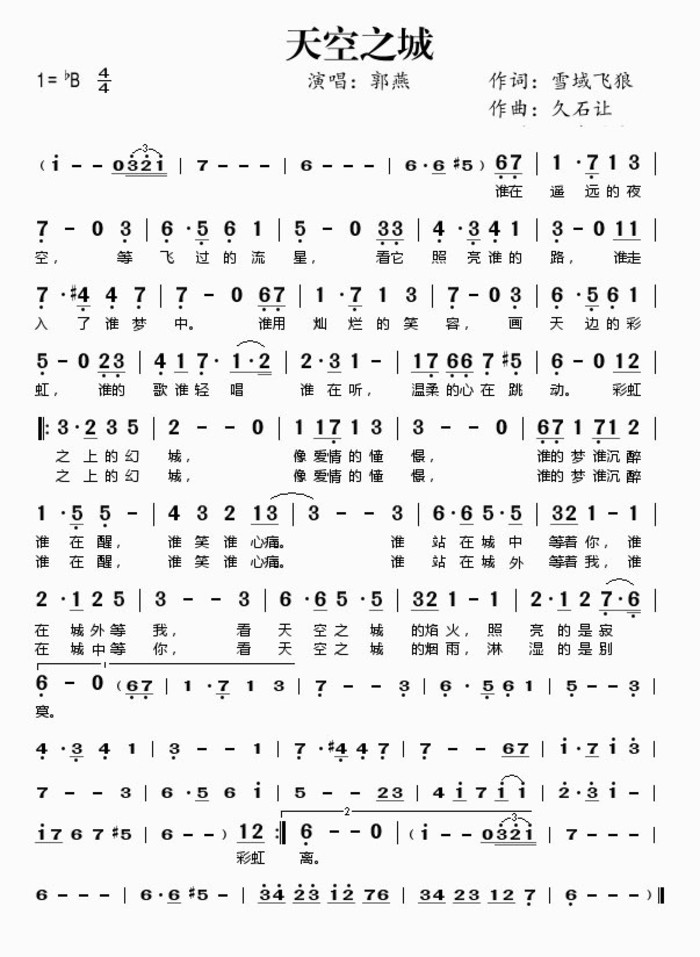 天空之城
1= ♭B 4/4 演唱：郭燕 作词：雪域飞狼
作曲：久石让
( i - - 0321 | 7 - - - | 6 - - - | 6·6 #5 ) 67 | 1 ·7 1 3 |
谁在 遥 远的夜
7 - 0 3 | 6 ·5 6 1 | 5 - 0 33 | 4 ·3 4 1 | 3 - 0 11 |
空， 等 飞 过的流 星， 看它 照 亮谁的 路， 谁走
7 ·#4 4 7 | 7 - 0 67 | 1 ·7 1 3 | 7 - 0 3 | 6 ·5 6 1 |
入 了谁梦 中。 谁用 灿 烂的笑 容， 画 天 边的彩
5 - 0 23 | 4 1 7· 1·2 | 2·3 1 - | 17 66 7 #5 | 6 - 0 12 |
虹， 谁的 歌谁轻 唱 谁在听， 温柔的心在跳 动。 彩虹
‖: 3·2 3 5 | 2 - - 0 | 1 17 1 3 | 3 - - 0 | 67 1 71 2 |
之上的幻 城， 像爱情的憧 憬， 谁的梦谁沉醉
之上的幻 城， 像爱情的憧 憬， 谁的梦谁沉醉
1 ·5 5 - | 4 3 2 13 | 3 - - 3 | 6·6 5·5 | 32 1 - 1 |
谁 在醒， 谁笑谁 心痛。 谁 站在城中 等着你，谁
谁 在醒， 谁笑谁 心痛。 谁 站在城外 等着我，谁
2 ·1 2 5 | 3 - - 3 | 6 ·6 5 ·5 | 32 1 - 1 | 2·1 2 7·6 |
在 城外等 我， 看 天 空之 城 的焰火，照 亮的是寂
在 城中等 你， 看 天 空之 城 的烟雨，淋 湿的是别
1
6 - 0 ( 67 | 1 ·7 1 3 | 7 - - 3 | 6 ·5 6 1 | 5 - - 3 |
寞。
4 ·3 4 1 | 3 - - 1 | 7 ·#4 4 7 | 7 - - 67 | i ·7 i 3 |
7 - - 3 | 6 ·5 6 i | 5 - - 23 | 4 i 7 i | 2·3 i - |
2
i7 6 7 #5 | 6 - - ) 12 :‖ 6 - - 0 | ( i - - 0321 | 7 - - - |
彩虹 离。
6 - - - | 6·6 #5 - | 34 23 12 76 | 34 23 12 7 | 6 - - - ) ‖